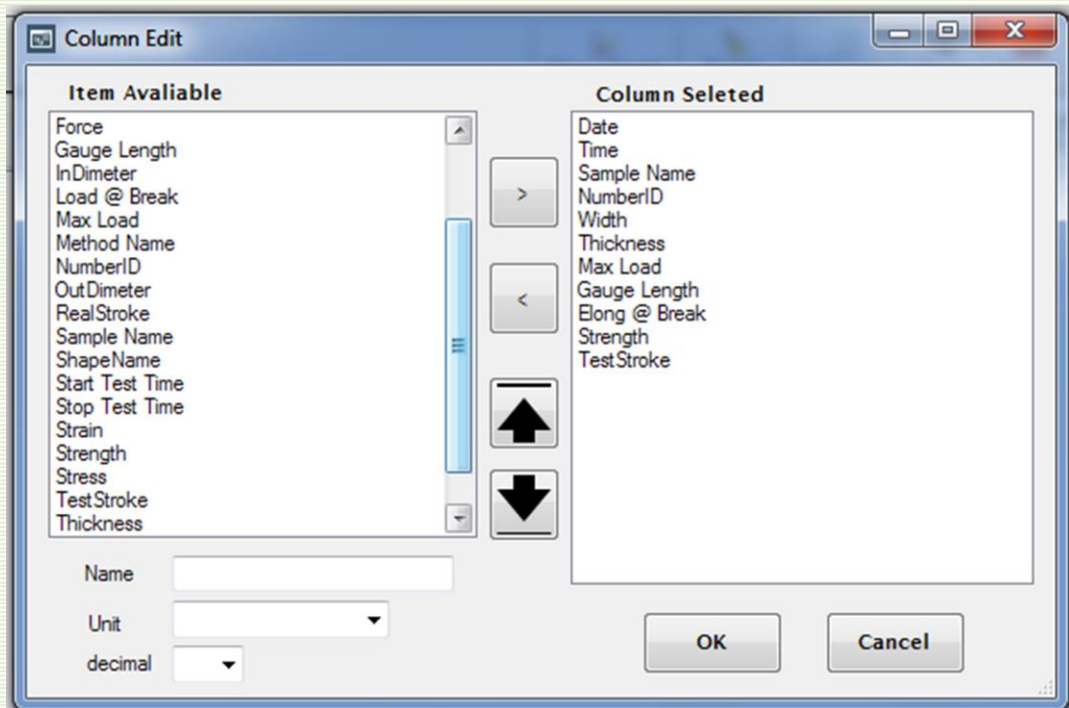 Column Edit
Item Avaliable
Force
Gauge Length
InDimeter
Load @ Break
Max Load
Method Name
NumberID
OutDimeter
RealStroke
Sample Name
ShapeName
Start Test Time
Stop Test Time
Strain
Strength
Stress
TestStroke
Thickness
>
<
Column Seleted
Date
Time
Sample Name
NumberID
Width
Thickness
Max Load
Gauge Length
Elong @ Break
Strength
TestStroke
Name
Unit
decimal
OK
Cancel